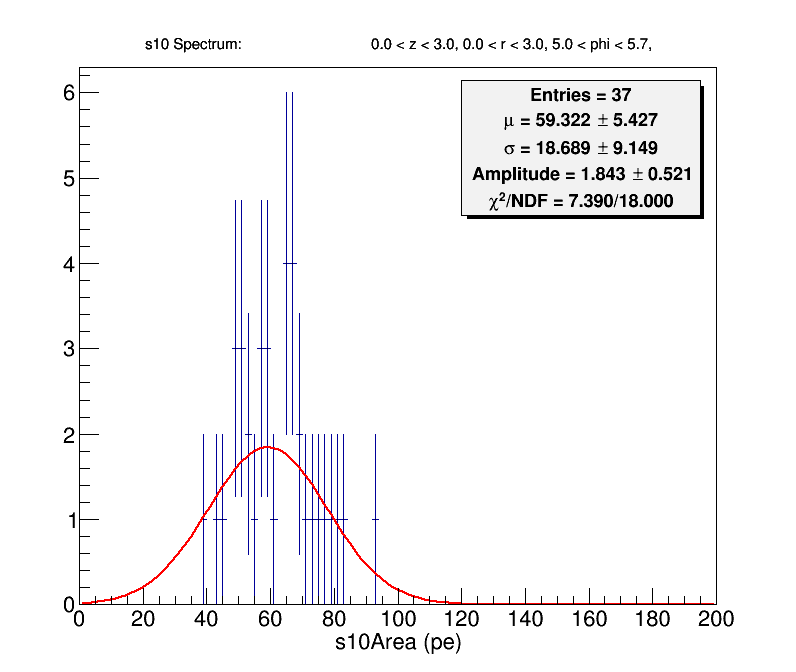 s10 Spectrum: 0.0 < z < 3.0, 0.0 < r < 3.0, 5.0 < phi < 5.7,
Entries = 37
μ = 59.322 ± 5.427
σ = 18.689 ± 9.149
Amplitude = 1.843 ± 0.521
χ²/NDF = 7.390/18.000
6
5
4
3
2
1
0
0 20 40 60 80 100 120 140 160 180 200
s10Area (pe)